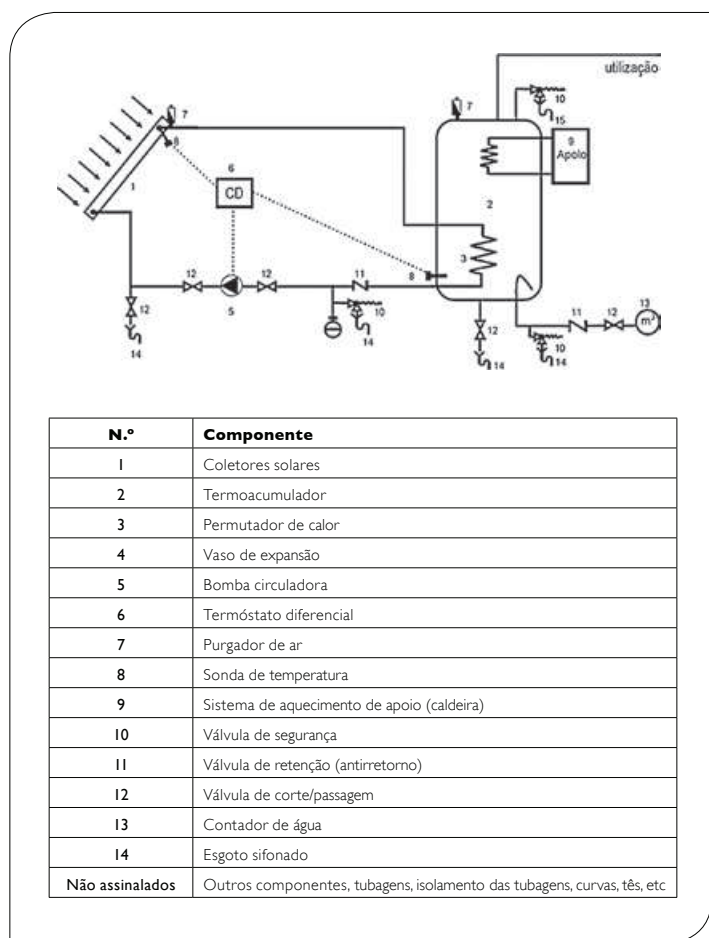 utilização
7
7
10
15
8
9
Apoio
1
6
CD
2
3
8
12
12
11
5
12
14
10
14
12
14
11
12
13
m³
10
14
N.º Componente
1 Coletores solares
2 Termoacumulador
3 Permutador de calor
4 Vaso de expansão
5 Bomba circuladora
6 Termóstato diferencial
7 Purgador de ar
8 Sonda de temperatura
9 Sistema de aquecimento de apoio (caldeira)
10 Válvula de segurança
11 Válvula de retenção (antirretorno)
12 Válvula de corte/passagem
13 Contador de água
14 Esgoto sifonado
Não assinalados Outros componentes, tubagens, isolamento das tubagens, curvas, tês, etc